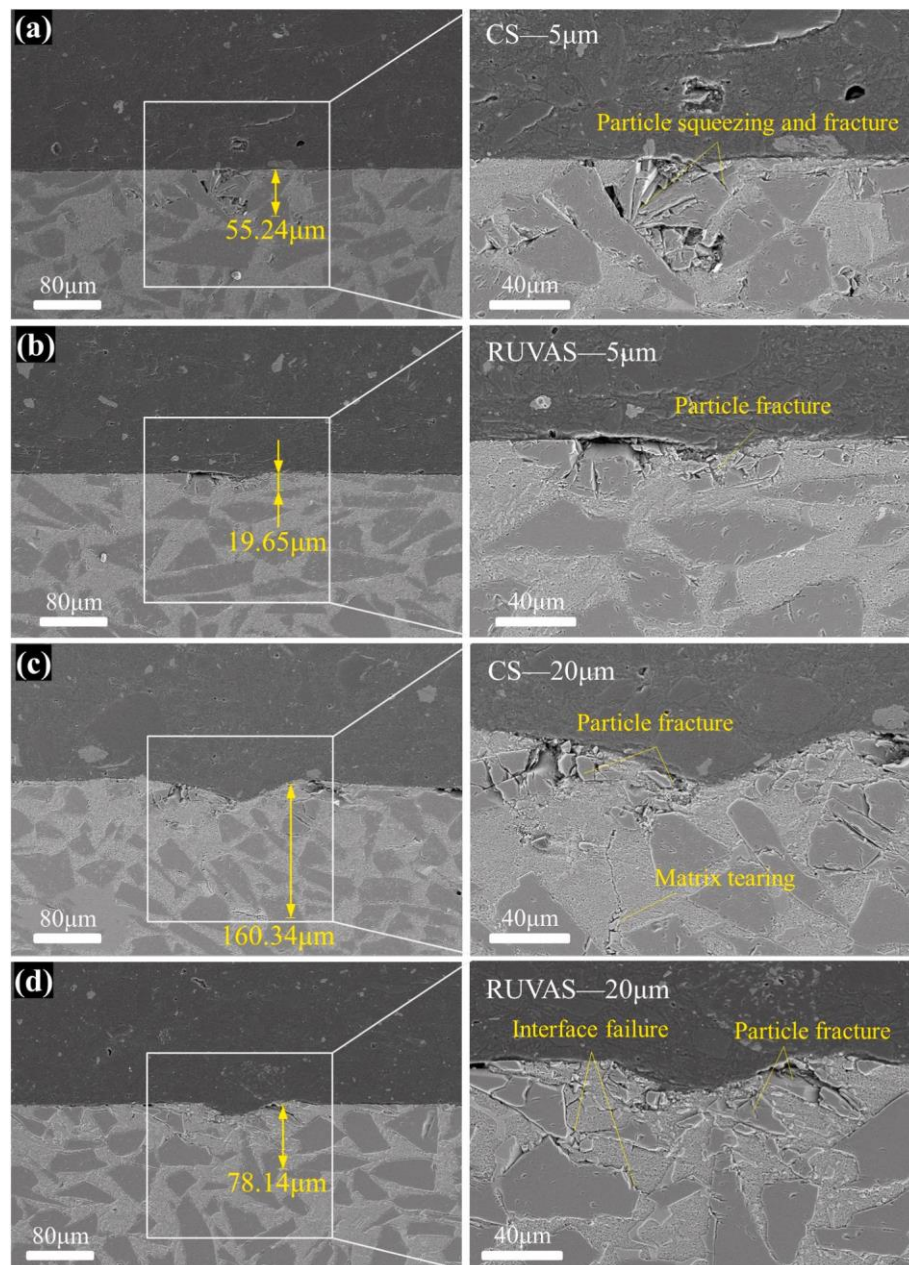 (a)
55.24μm
80μm
CS—5μm
Particle squeezing and fracture
40μm
(b)
19.65μm
80μm
RUVAS—5μm
Particle fracture
40μm
(c)
160.34μm
80μm
CS—20μm
Particle fracture
Matrix tearing
40μm
(d)
78.14μm
80μm
RUVAS—20μm
Interface failure
Particle fracture
40μm